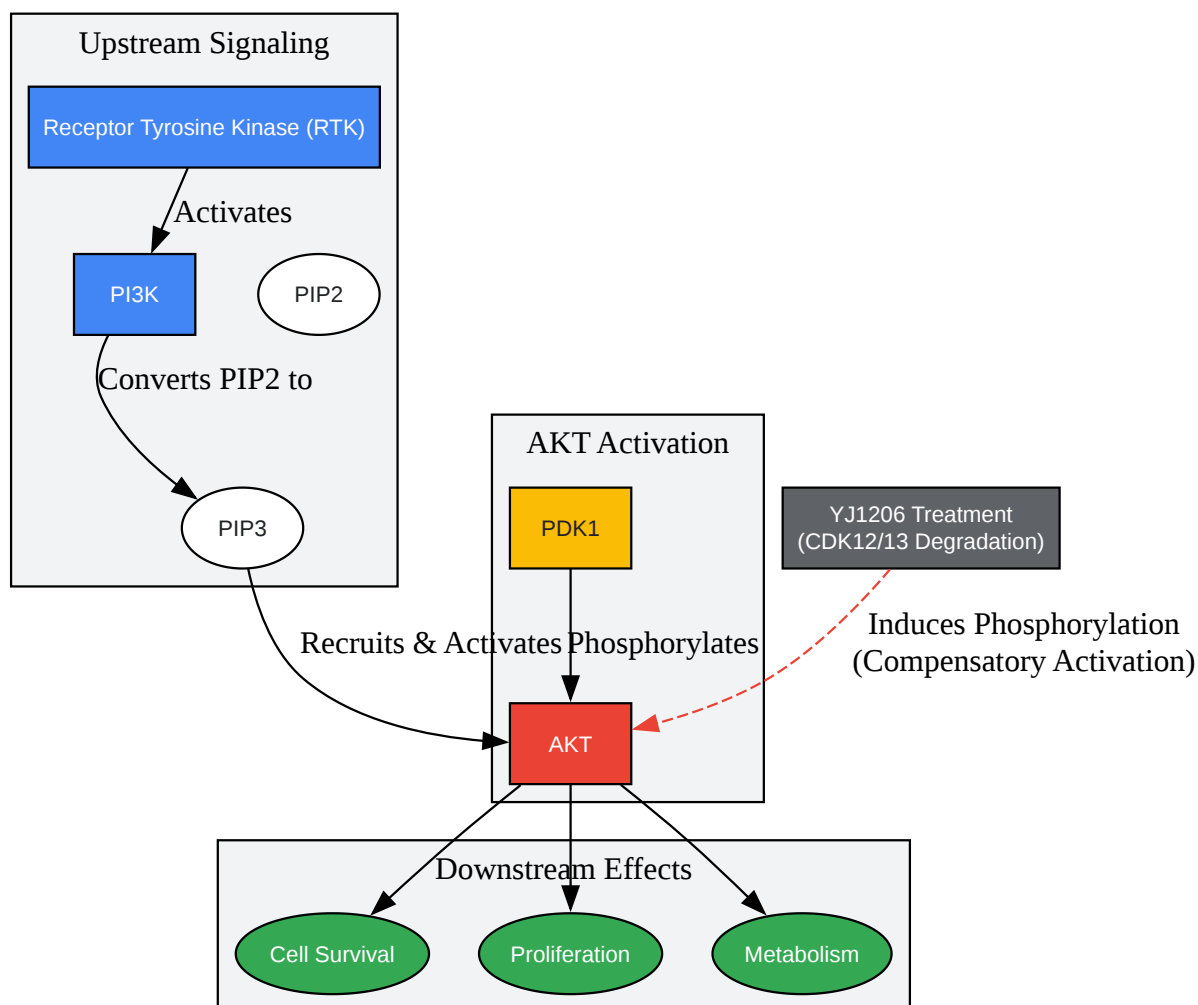 Upstream Signaling
Receptor Tyrosine Kinase (RTK)
Activates
PI3K
PIP2
Converts PIP2 to
PIP3
AKT Activation
PDK1
YJ1206 Treatment
(CDK12/13 Degradation)
Recruits & Activates
Phosphorylates
Induces Phosphorylation
(Compensatory Activation)
AKT
Downstream Effects
Cell Survival
Proliferation
Metabolism